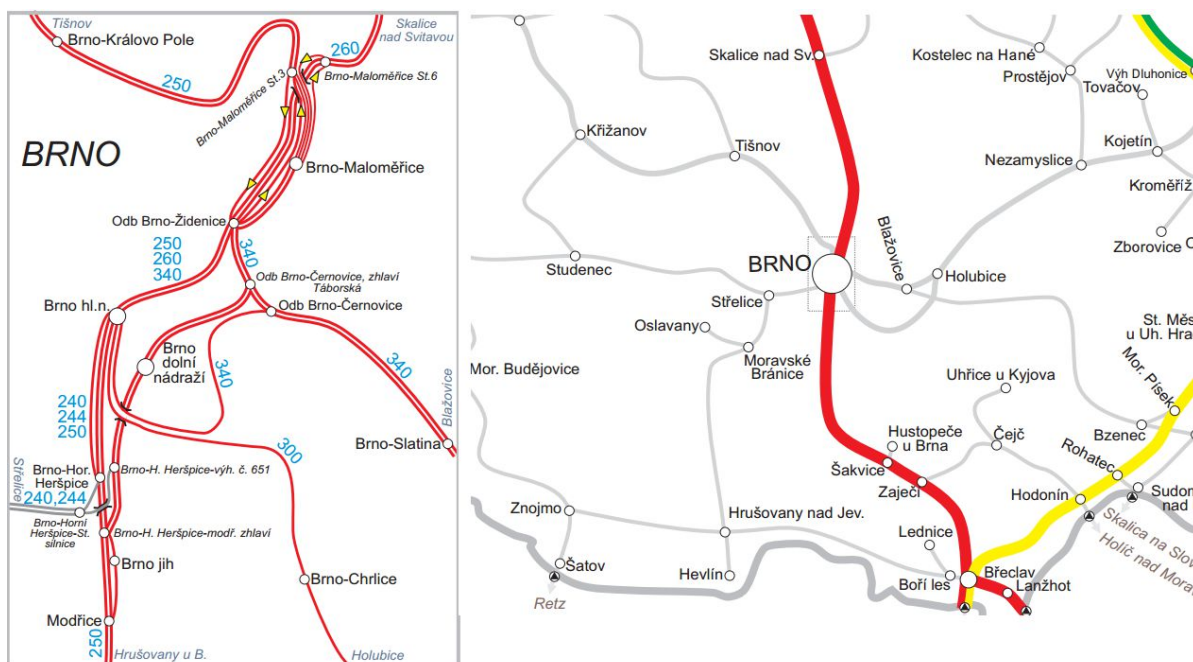 Tišnov
Brno-Královo Pole
250
Skalice
nad Svitavou
260
Brno-Maloměřice St.6
Brno-Maloměřice St.3
BRNO
Brno-Maloměřice
Odb Brno-Židenice
250
260
340
340
Odb Brno-Černovice, zhlaví
Táborská
Odb Brno-Černovice
Brno hl.n.
Brno
dolní
nádraží
340
340
Blažovice
240
244
250
Brno-Slatina
300
Střelice
Brno-Hor.
Heršpice
240,244
Brno-H. Heršpice-výh. č. 651
Brno-Horní
Heršpice-St.
silnice
Brno-H. Heršpice-modř. zhlaví
Brno jih
Brno-Chrlice
Modřice
250
Hrušovany u B.
Holubice
Skalice nad Sv.
Kostelec na Hané
Prostějov
Výh Dluhonice
Tovačov
Křižanov
Tišnov
Nezamyslice
Kojetín
Kroměříž
Zborovice
BRNO
Blažovice
Holubice
Studenec
Střelice
Oslavany
Moravské
Bránice
Mor. Budějovice
St. Měs
u Uh. Hrad
Mor. Písek
Uhřice u Kyjova
Bzenec
Hustopeče
u Brna
Čejč
Rohatec
Šakvice
Zaječí
Hodonín
Sudom
nad
Znojmo
Hrušovany nad Jev.
Lednice
Skalica na Slov
Holíč nad Morav
Šatov
Hevlín
Boří les
Břeclav
Lanžhot
Retz